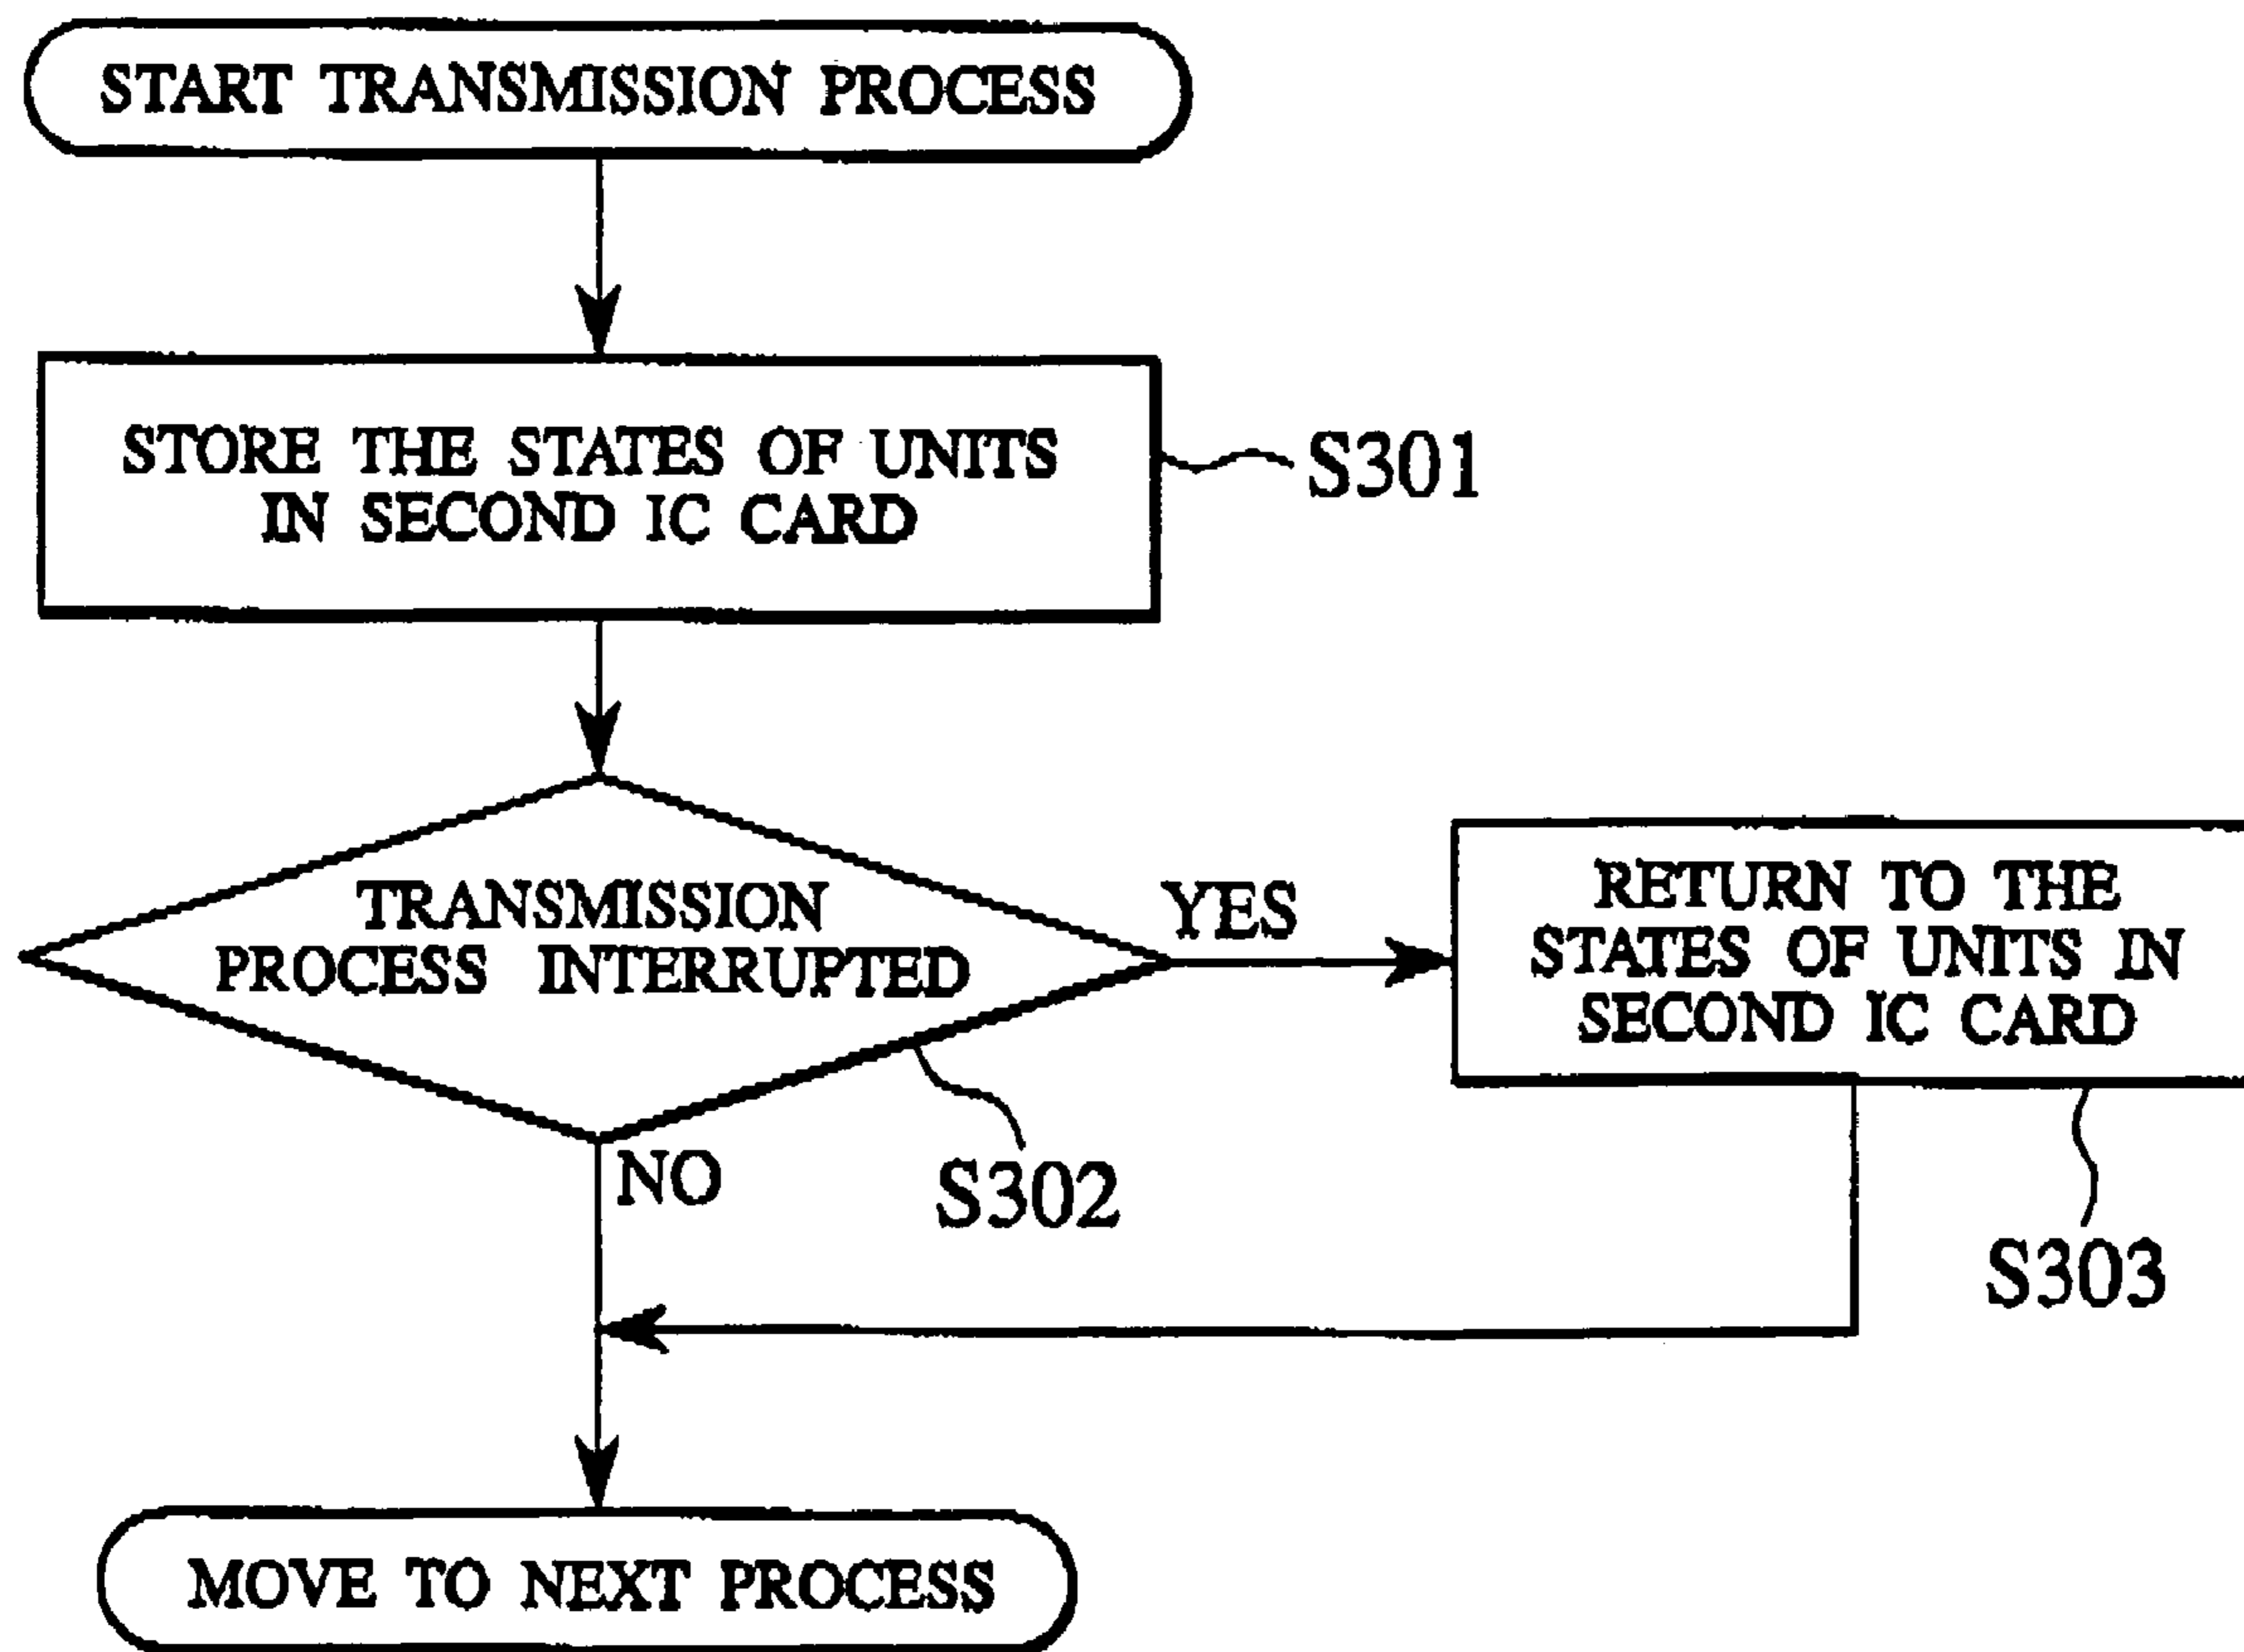 START TRANSMISSION PROCESS
STORE THE STATES OF UNITS
IN SECOND IC CARD
S301
TRANSMISSION
PROCESS INTERRUPTED
YES
RETURN TO THE
STATES OF UNITS IN
SECOND IC CARD
NO
S302
S303
MOVE TO NEXT PROCESS